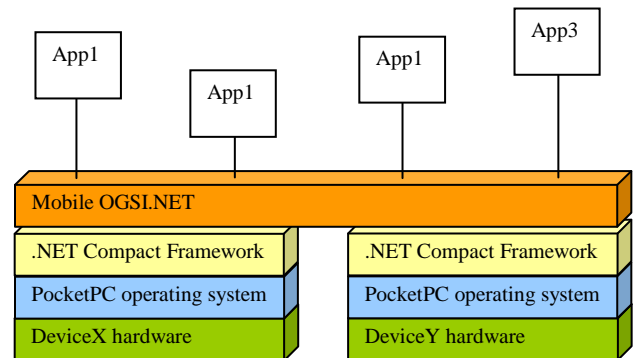 App1
App1
App1
App3
Mobile OGSI.NET
.NET Compact Framework
.NET Compact Framework
PocketPC operating system
PocketPC operating system
DeviceX hardware
DeviceY hardware